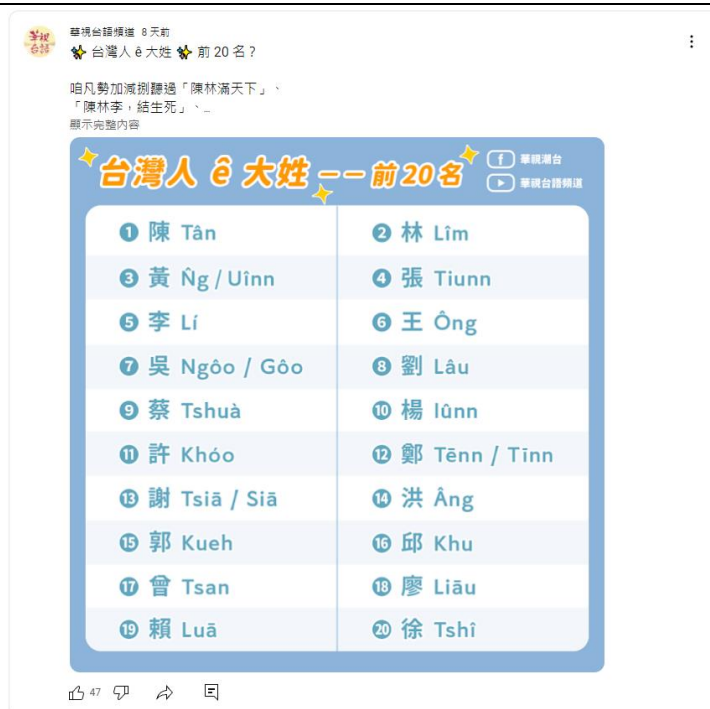 華視台語頻道 8 天前
✨ 台灣人 ê 大姓 ✨ 前 20 名?
咱凡勢加減捌聽過「陳林滿天下」、
「陳林李,結生死」、...
顯示完整內容
台灣人 ê 大姓 —— 前20名
華視潮台
華視台語頻道
1 陳 Tân
2 林 Lîm
3 黃 N̂g / Uînn
4 張 Tiunn
5 李 Lí
6 王 Ông
7 吳 Ngôo / Gôo
8 劉 Lâu
9 蔡 Tshuà
10 楊 Iûnn
11 許 Khóo
12 鄭 Tēnn / Tīnn
13 謝 Tsiā / Siā
14 洪 Âng
15 郭 Kueh
16 邱 Khu
17 曾 Tsan
18 廖 Liāu
19 賴 Luā
20 徐 Tshî
47